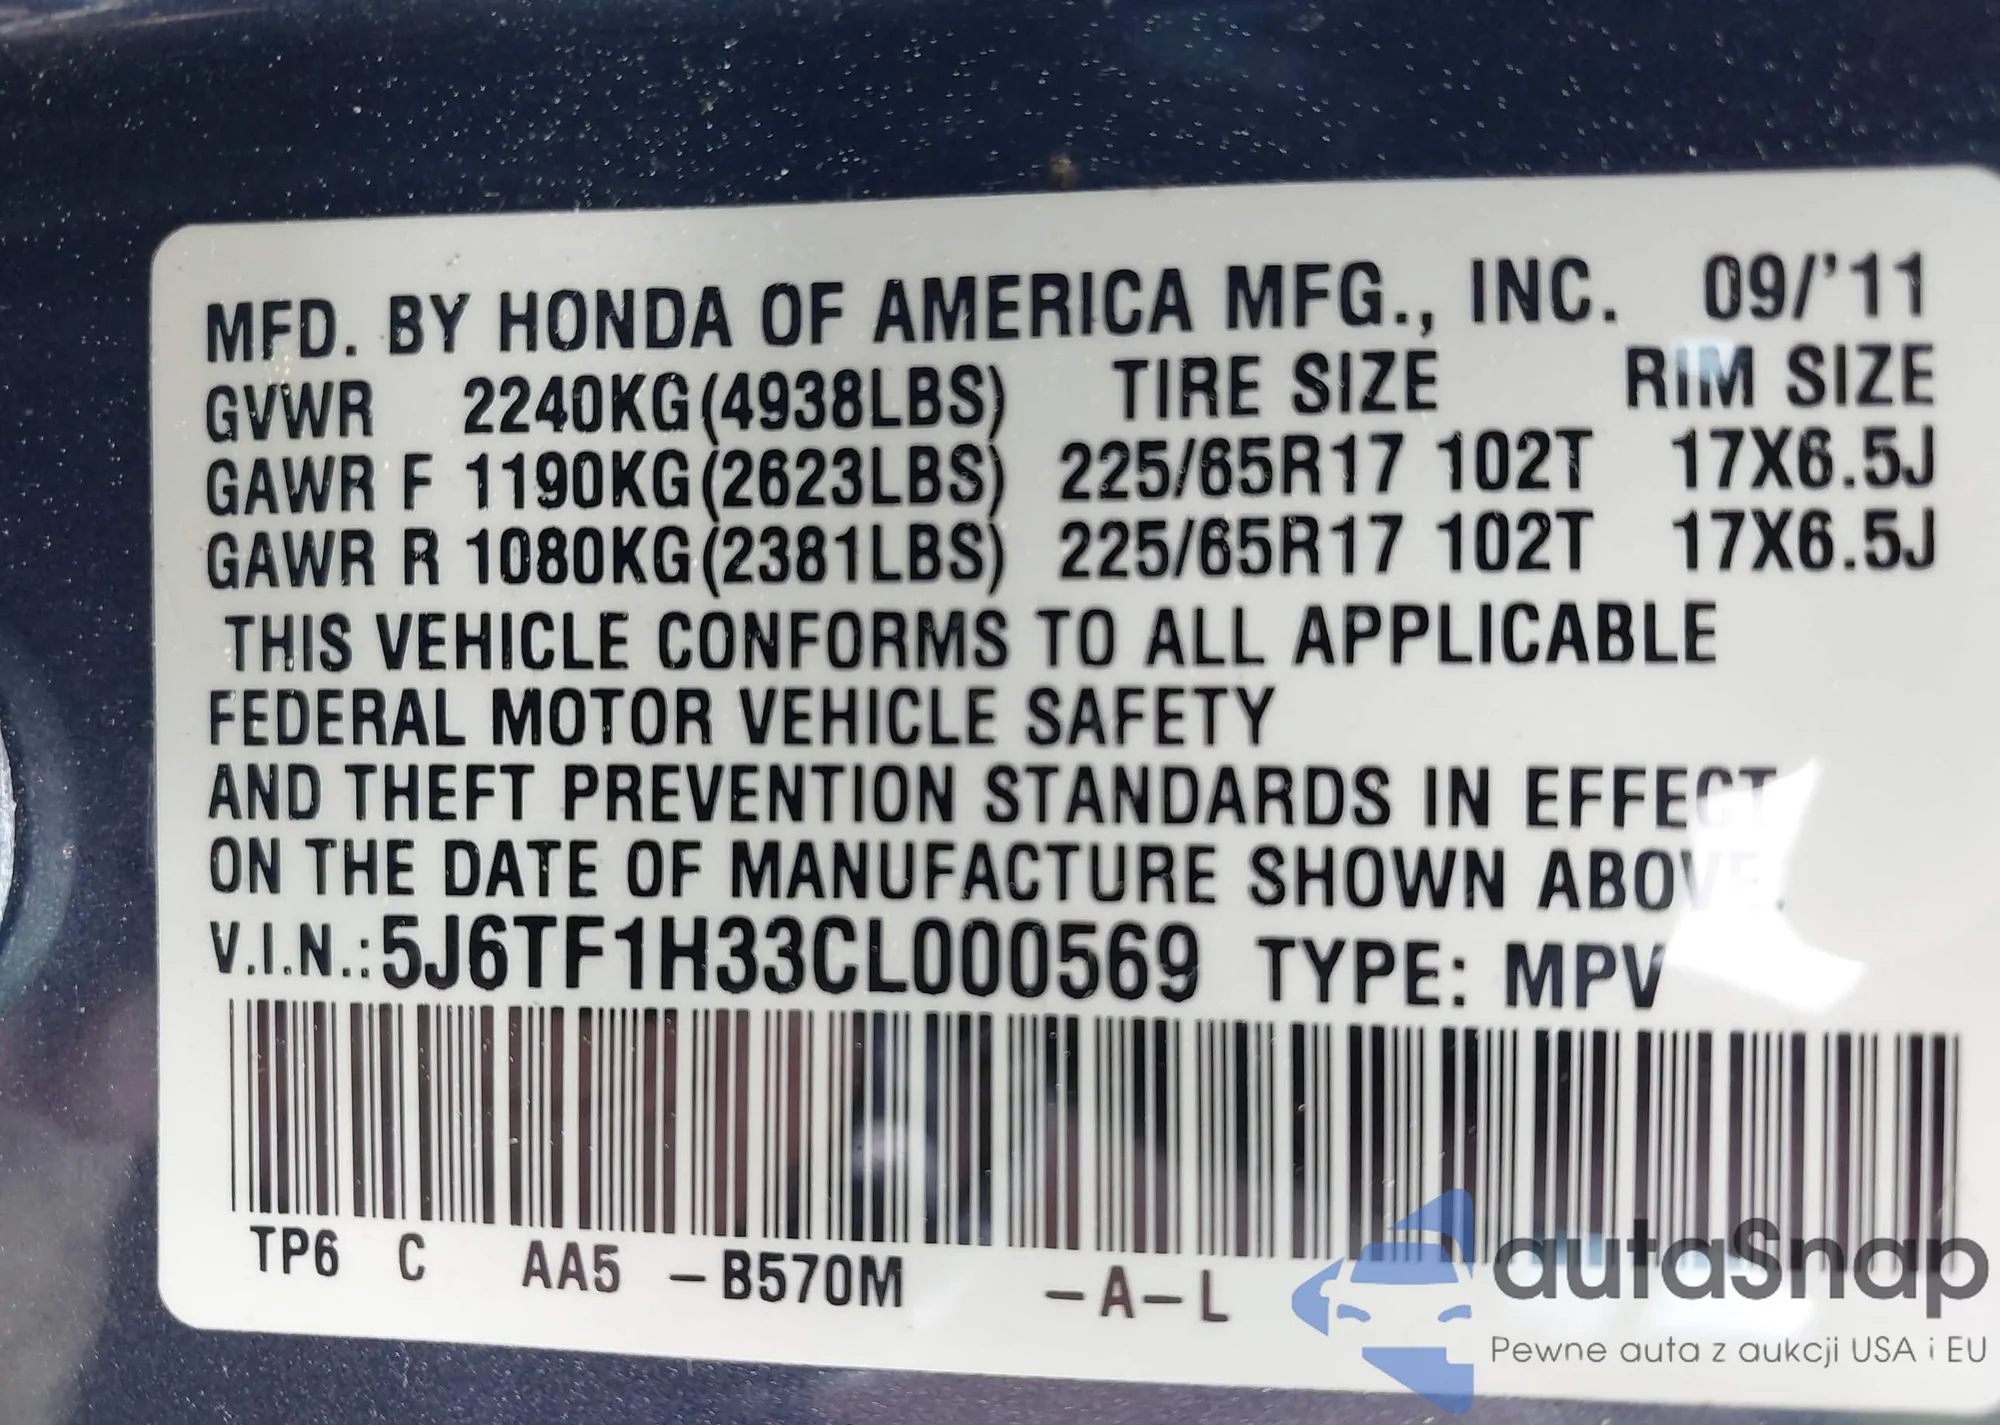 MFD. BY HONDA OF AMERICA MFG., INC. 09/'11
GVWR 2240KG(4938LBS) TIRE SIZE RIM SIZE
GAWR F 1190KG(2623LBS) 225/65R17 102T 17X6.5J
GAWR R 1080KG(2381LBS) 225/65R17 102T 17X6.5J
THIS VEHICLE CONFORMS TO ALL APPLICABLE
FEDERAL MOTOR VEHICLE SAFETY
AND THEFT PREVENTION STANDARDS IN EFFECT
ON THE DATE OF MANUFACTURE SHOWN ABOVE.
V.I.N.: 5J6TF1H33CL000569 TYPE: MPV
TP6 C AA5 -B570M -A-L
autaSnap
Pewne auta z aukcji USA i EU